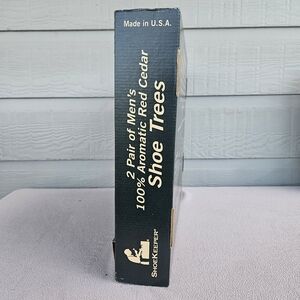 Made in U.S.A.
2 Pair of Men's
100% Aromatic Red Cedar
Shoe Trees
SHOEKEEPER